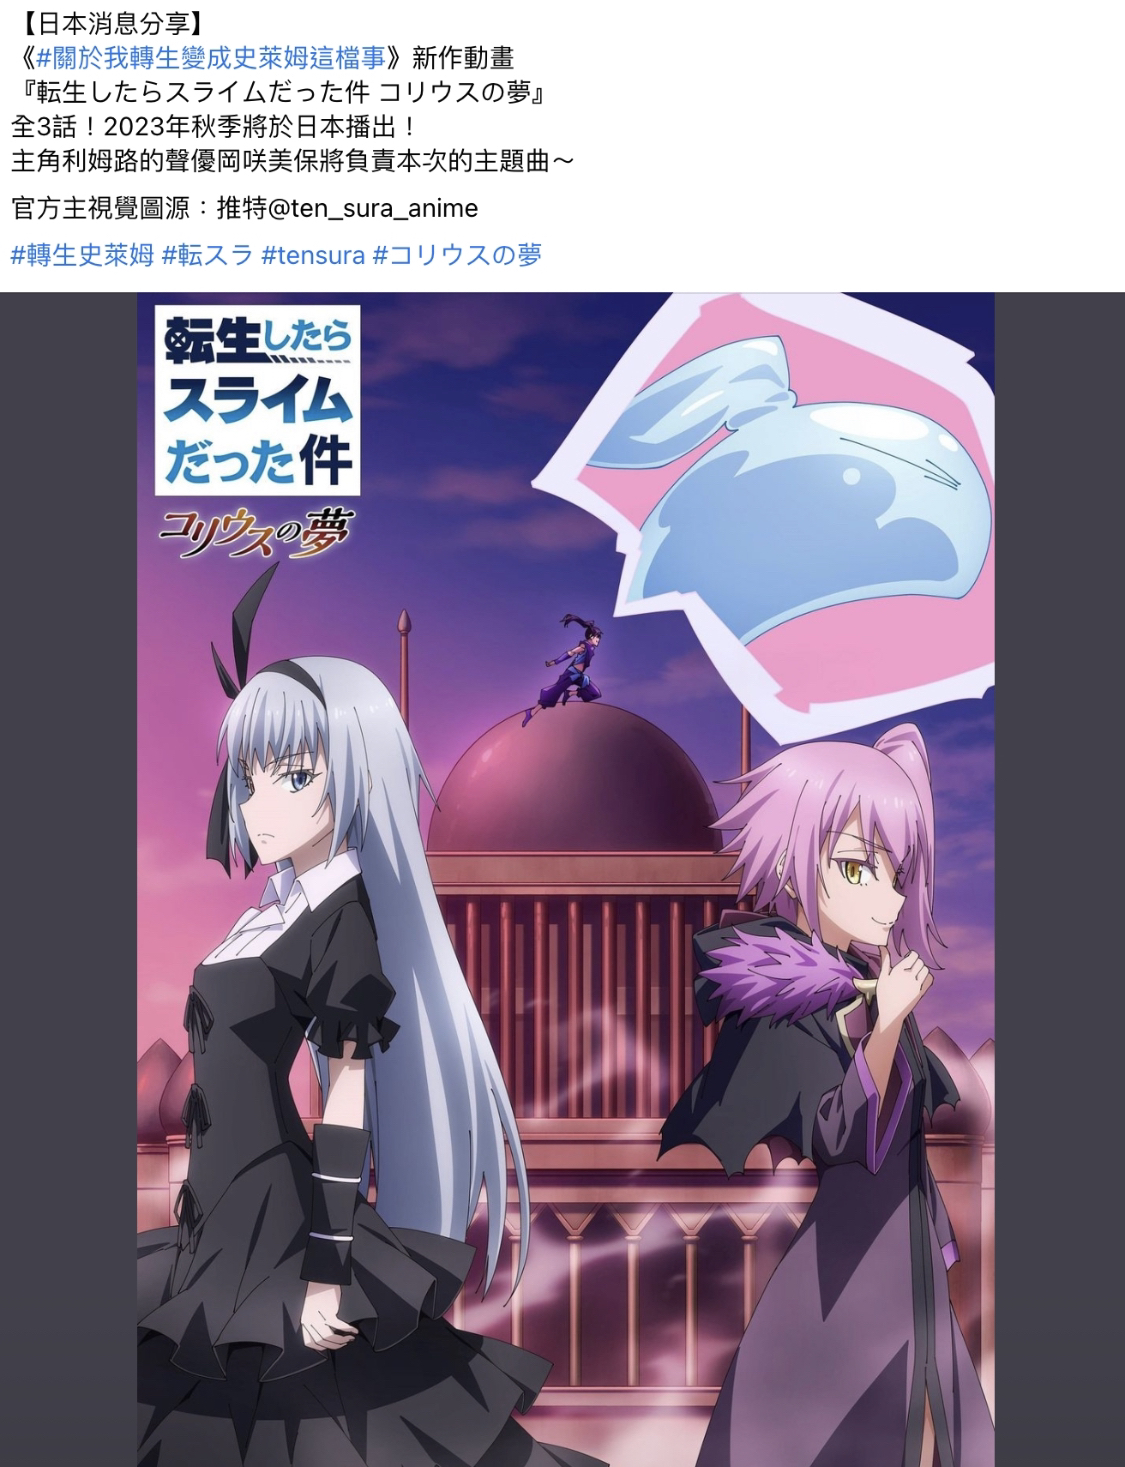 【日本消息分享】
《#關於我轉生變成史萊姆這檔事》新作動畫
『転生したらスライムだった件 コリウスの夢』
全3話！2023年秋季將於日本播出！
主角利姆路的聲優岡咲美保將負責本次的主題曲～
官方主視覺圖源：推特@ten_sura_anime
#轉生史萊姆 #転スラ #tensura #コリウスの夢
転生したら
スライム
だった件
コリウスの夢